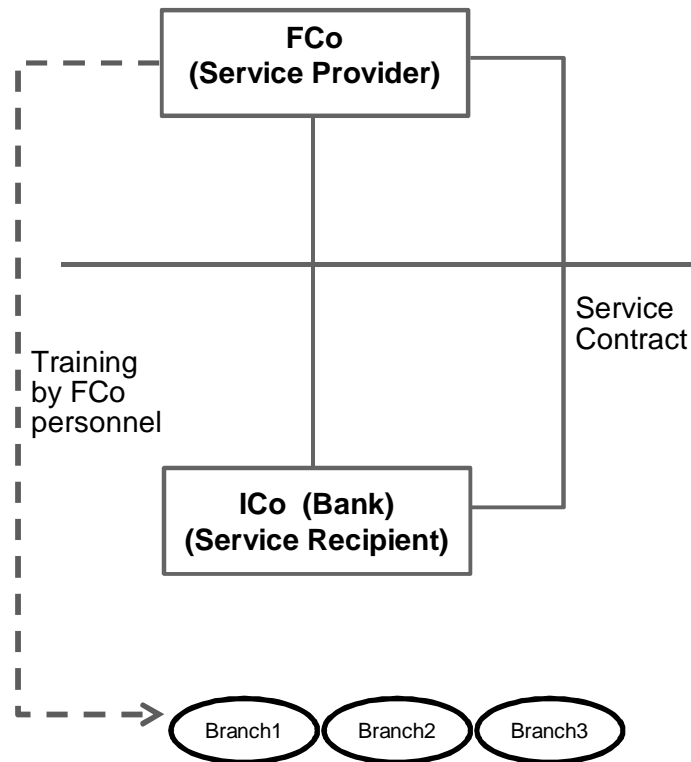 FCo
(Service Provider)
Service
Contract
Training
by FCo
personnel
ICo (Bank)
(Service Recipient)
Branch1
Branch2
Branch3